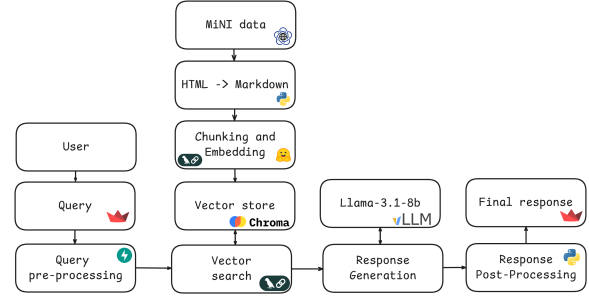 MiNI data
HTML -> Markdown
Chunking and
Embedding
User
Query
Vector store
Chroma
Llama-3.1-8b
vLLM
Final response
Query
pre-processing
Vector
search
Response
Generation
Response
Post-Processing